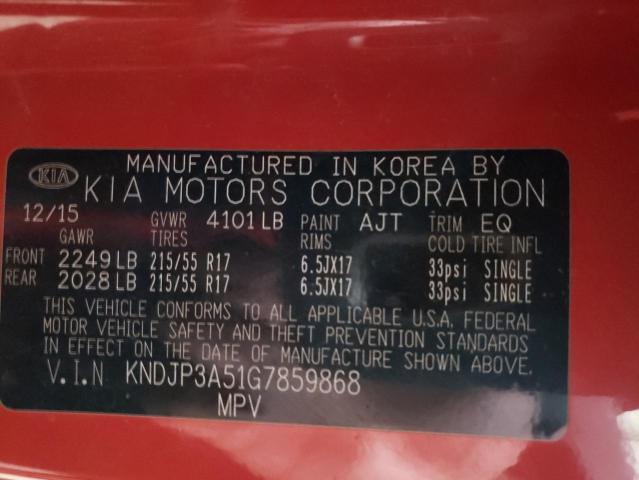 KIA MANUFACTURED IN KOREA BY
KIA MOTORS CORPORATION
12/15 GVWR 4101 LB PAINT AJT TRIM EQ
GAWR TIRES RIMS COLD TIRE INFL
FRONT 2249 LB 215/55 R17 6.5JX17 33psi SINGLE
REAR 2028 LB 215/55 R17 6.5JX17 33psi SINGLE
THIS VEHICLE CONFORMS TO ALL APPLICABLE U.S.A. FEDERAL
MOTOR VEHICLE SAFETY AND THEFT PREVENTION STANDARDS
IN EFFECT ON THE DATE OF MANUFACTURE SHOWN ABOVE.
V.I.N KNDJP3A51G7859868
MPV